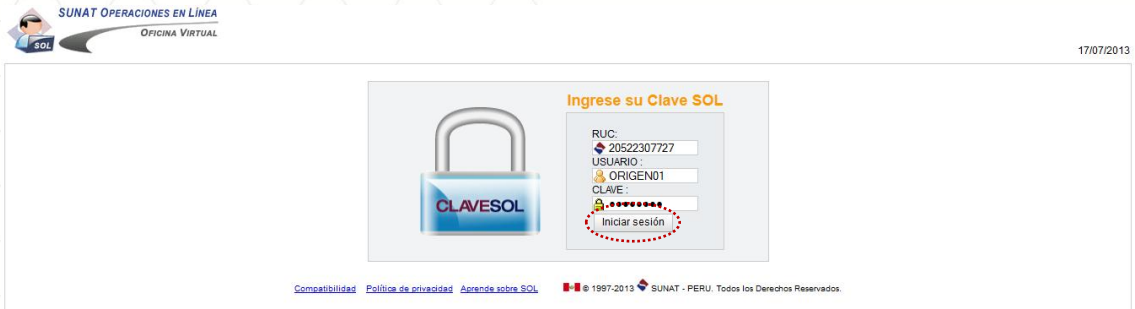 SUNAT OPERACIONES EN LÍNEA
OFICINA VIRTUAL
SOL
17/07/2013
Ingrese su Clave SOL
RUC:
20522307727
USUARIO :
ORIGEN01
CLAVE :
CLAVESOL
Iniciar sesión
Compatibilidad Política de privacidad Aprende sobre SOL © 1997-2013 SUNAT - PERU. Todos los Derechos Reservados.